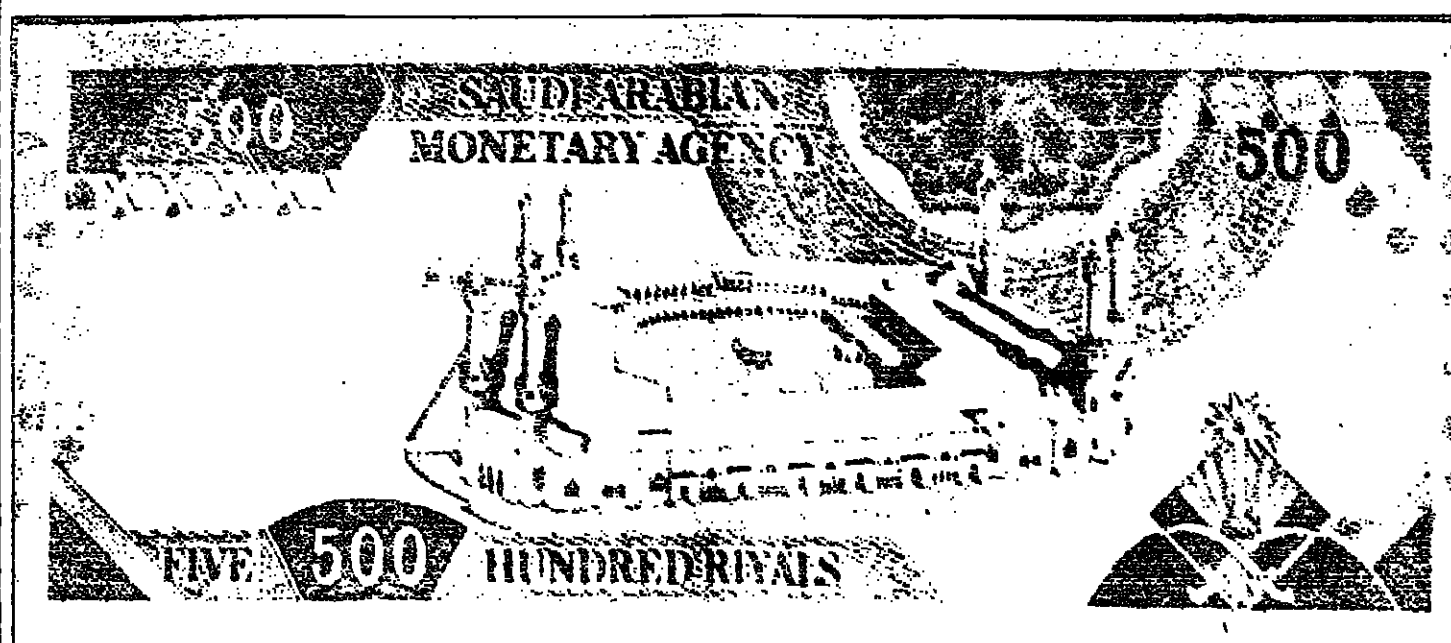 500
SAUDI ARABIAN
MONETARY AGENCY
500
FIVE 500 HUNDRED RIYALS